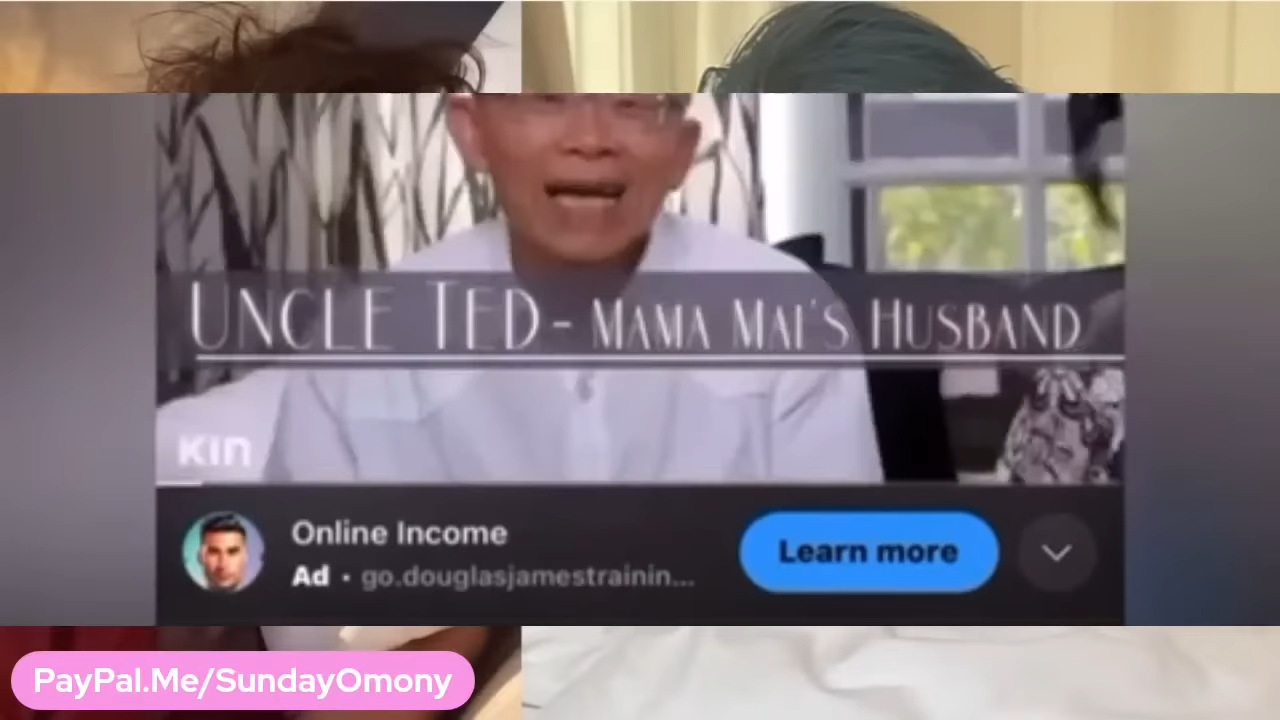 UNCLE TED- MAMA MAI'S HUSBAND
KIN
Online Income
Ad · go.douglasjamestrainin...
Learn more
PayPal.Me/SundayOmony